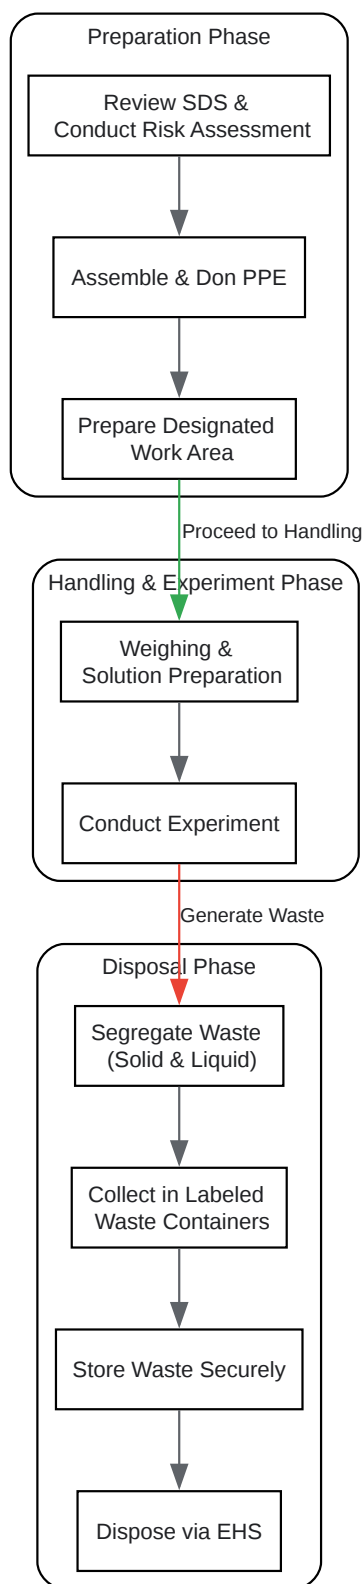 Preparation Phase
Review SDS &
Conduct Risk Assessment
Assemble & Don PPE
Prepare Designated
Work Area
Proceed to Handling
Handling & Experiment Phase
Weighing &
Solution Preparation
Conduct Experiment
Generate Waste
Disposal Phase
Segregate Waste
(Solid & Liquid)
Collect in Labeled
Waste Containers
Store Waste Securely
Dispose via EHS